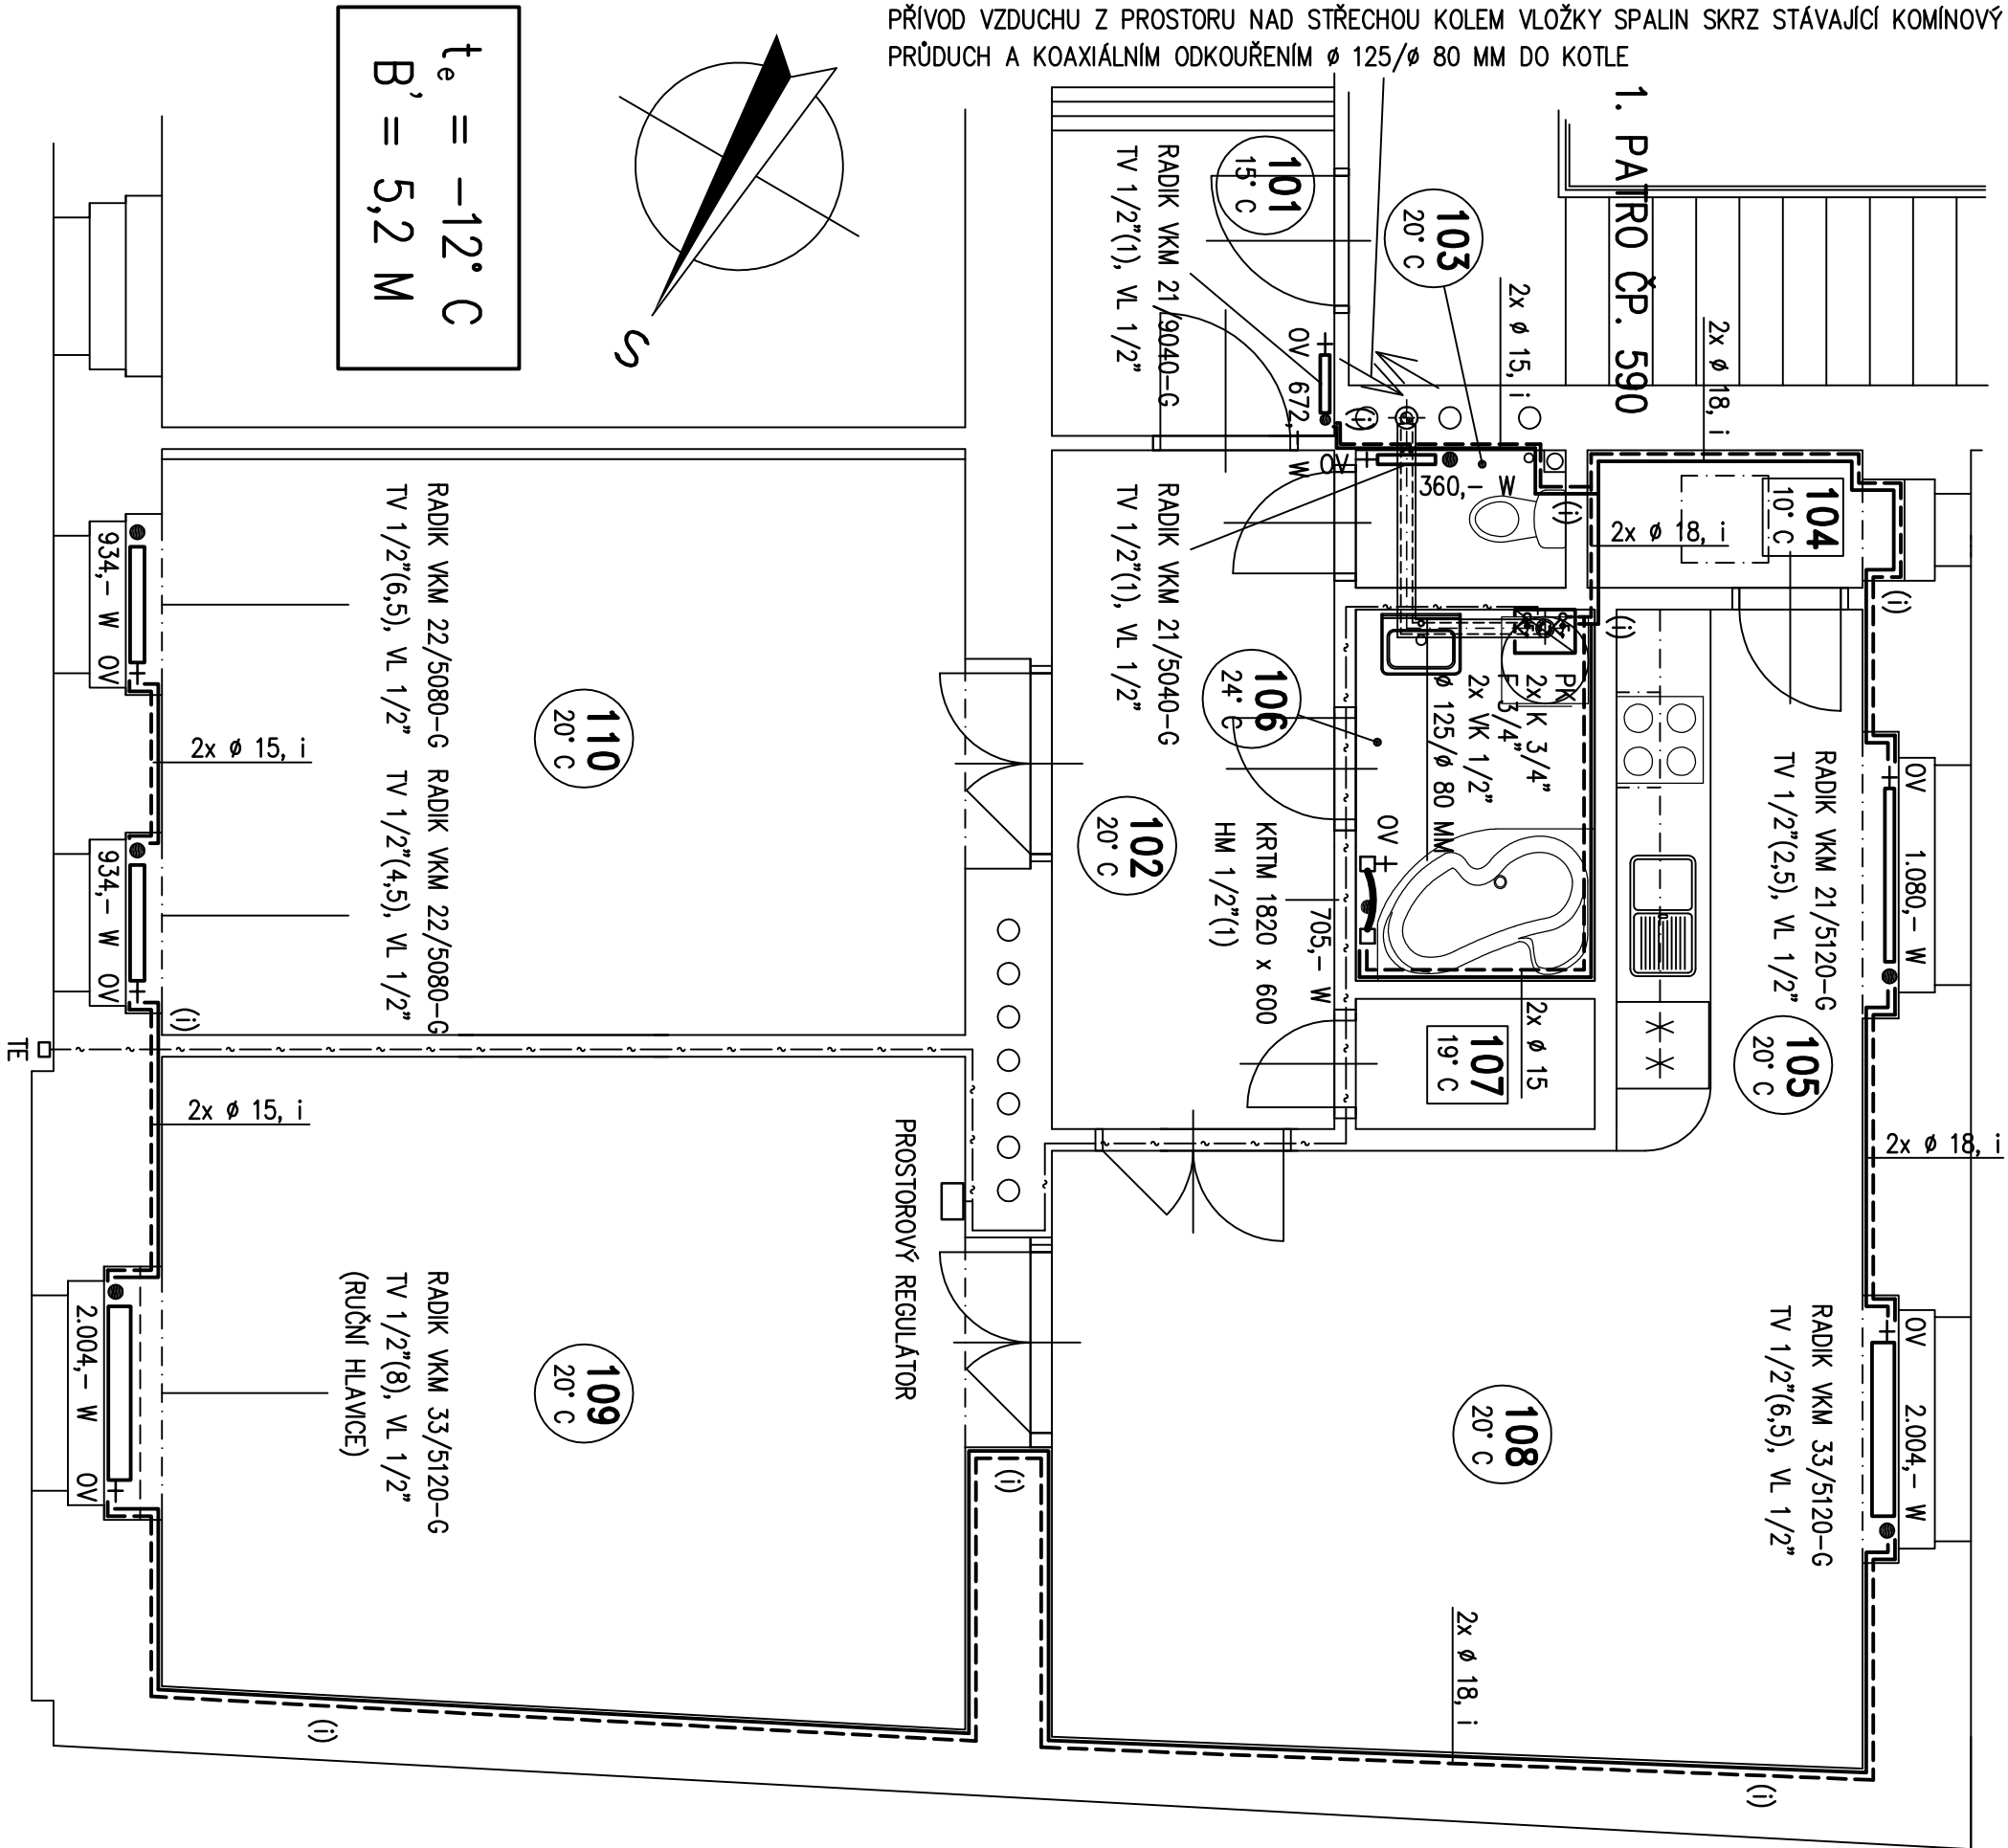 PŘÍVOD VZDUCHU Z PROSTORU NAD STŘECHOU KOLEM VLOŽKY SPALIN SKRZ STÁVAJÍCÍ KOMÍNOVÝ
PRŮDUCH A KOAXIÁLNÍM ODKOUŘENÍM ø 125/ø 80 MM DO KOTLE
1. PATRO ČP. 590
te = -12° C
B' = 5,2 M
S
101
15° C
RADIK VKM 21/9040-G
TV 1/2"(1), VL 1/2"
OV 672,- W
103
20° C
2x ø 15, i
2x ø 18, i
(i)
OV
360,- W
(i)
2x ø 18, i
104
10° C
(i)
(i)
RADIK VKM 21/5040-G
TV 1/2"(1), VL 1/2"
106
24° C
PK
2x K 3/4"
F 3/4"
2x VK 1/2"
ø 125/ø 80 MM
OV
KRTM 1820 x 600
HM 1/2"(1)
705,- W
102
20° C
2x ø 15
107
19° C
RADIK VKM 21/5120-G
TV 1/2"(2,5), VL 1/2"
OV 1.080,- W
105
20° C
2x ø 18, i
RADIK VKM 22/5080-G
TV 1/2"(6,5), VL 1/2"
934,- W OV
2x ø 15, i
110
20° C
RADIK VKM 22/5080-G
TV 1/2"(4,5), VL 1/2"
934,- W OV
(i)
TE
2x ø 15, i
PROSTOROVÝ REGULÁTOR
RADIK VKM 33/5120-G
TV 1/2"(8), VL 1/2"
(RUČNÍ HLAVICE)
2.004,- W OV
109
20° C
(i)
(i)
108
20° C
RADIK VKM 33/5120-G
TV 1/2"(6,5), VL 1/2"
OV 2.004,- W
2x ø 18, i
(i)